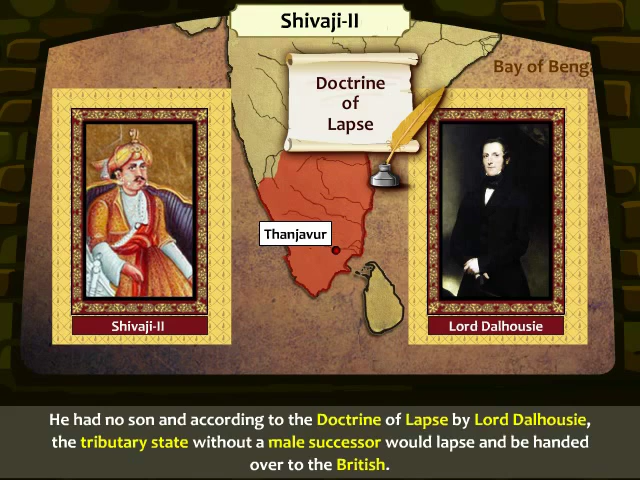 Shivaji-II
Bay of Beng
Doctrine
of
Lapse
Thanjavur
Shivaji-II
Lord Dalhousie
He had no son and according to the Doctrine of Lapse by Lord Dalhousie,
the tributary state without a male successor would lapse and be handed
over to the British.